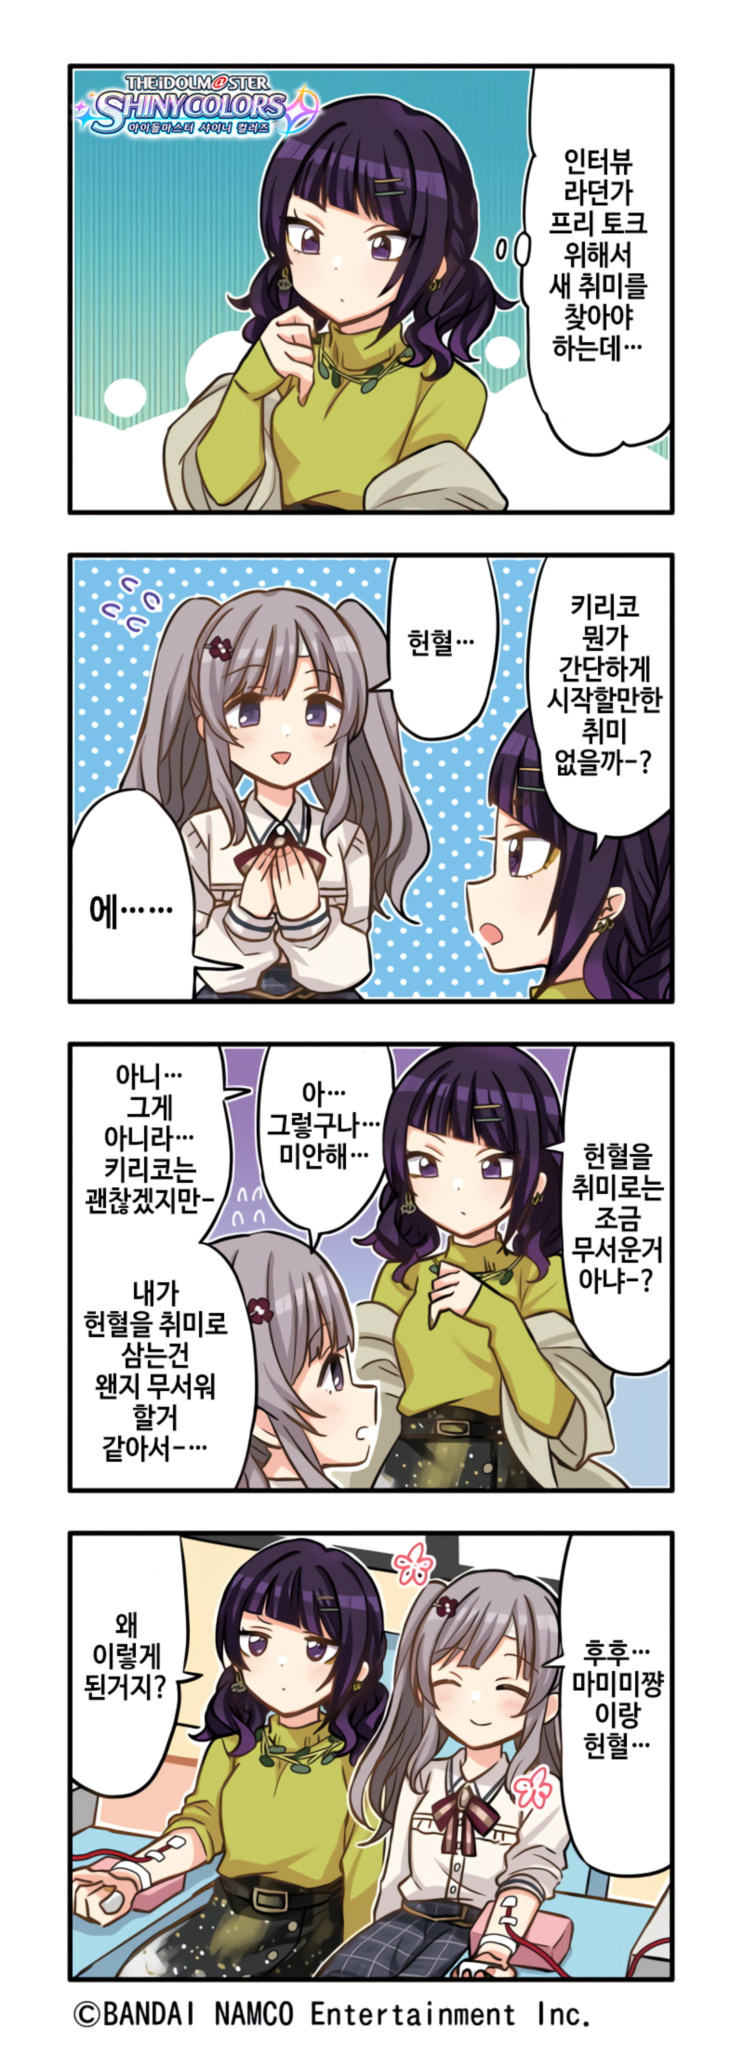 THE iDOLM@STER
SHINYCOLORS
아이돌마스터 샤이니 컬러즈
인터뷰
라던가
프리 토크
위해서
새 취미를
찾아야
하는데…
키리코
뭔가
간단하게
시작할만한
취미
없을까-?
헌혈…
에……
헌혈을
취미로는
조금
무서운거
아냐-?
아…
그렇구나…
미안해…
아니…
그게
아니라…
키리코는
괜찮겠지만-
내가
헌혈을 취미로
삼는건
왠지 무서워
할거
같아서-…
후후…
마미미쨩
이랑
헌혈…
왜
이렇게
된거지?
©BANDAI NAMCO Entertainment Inc.